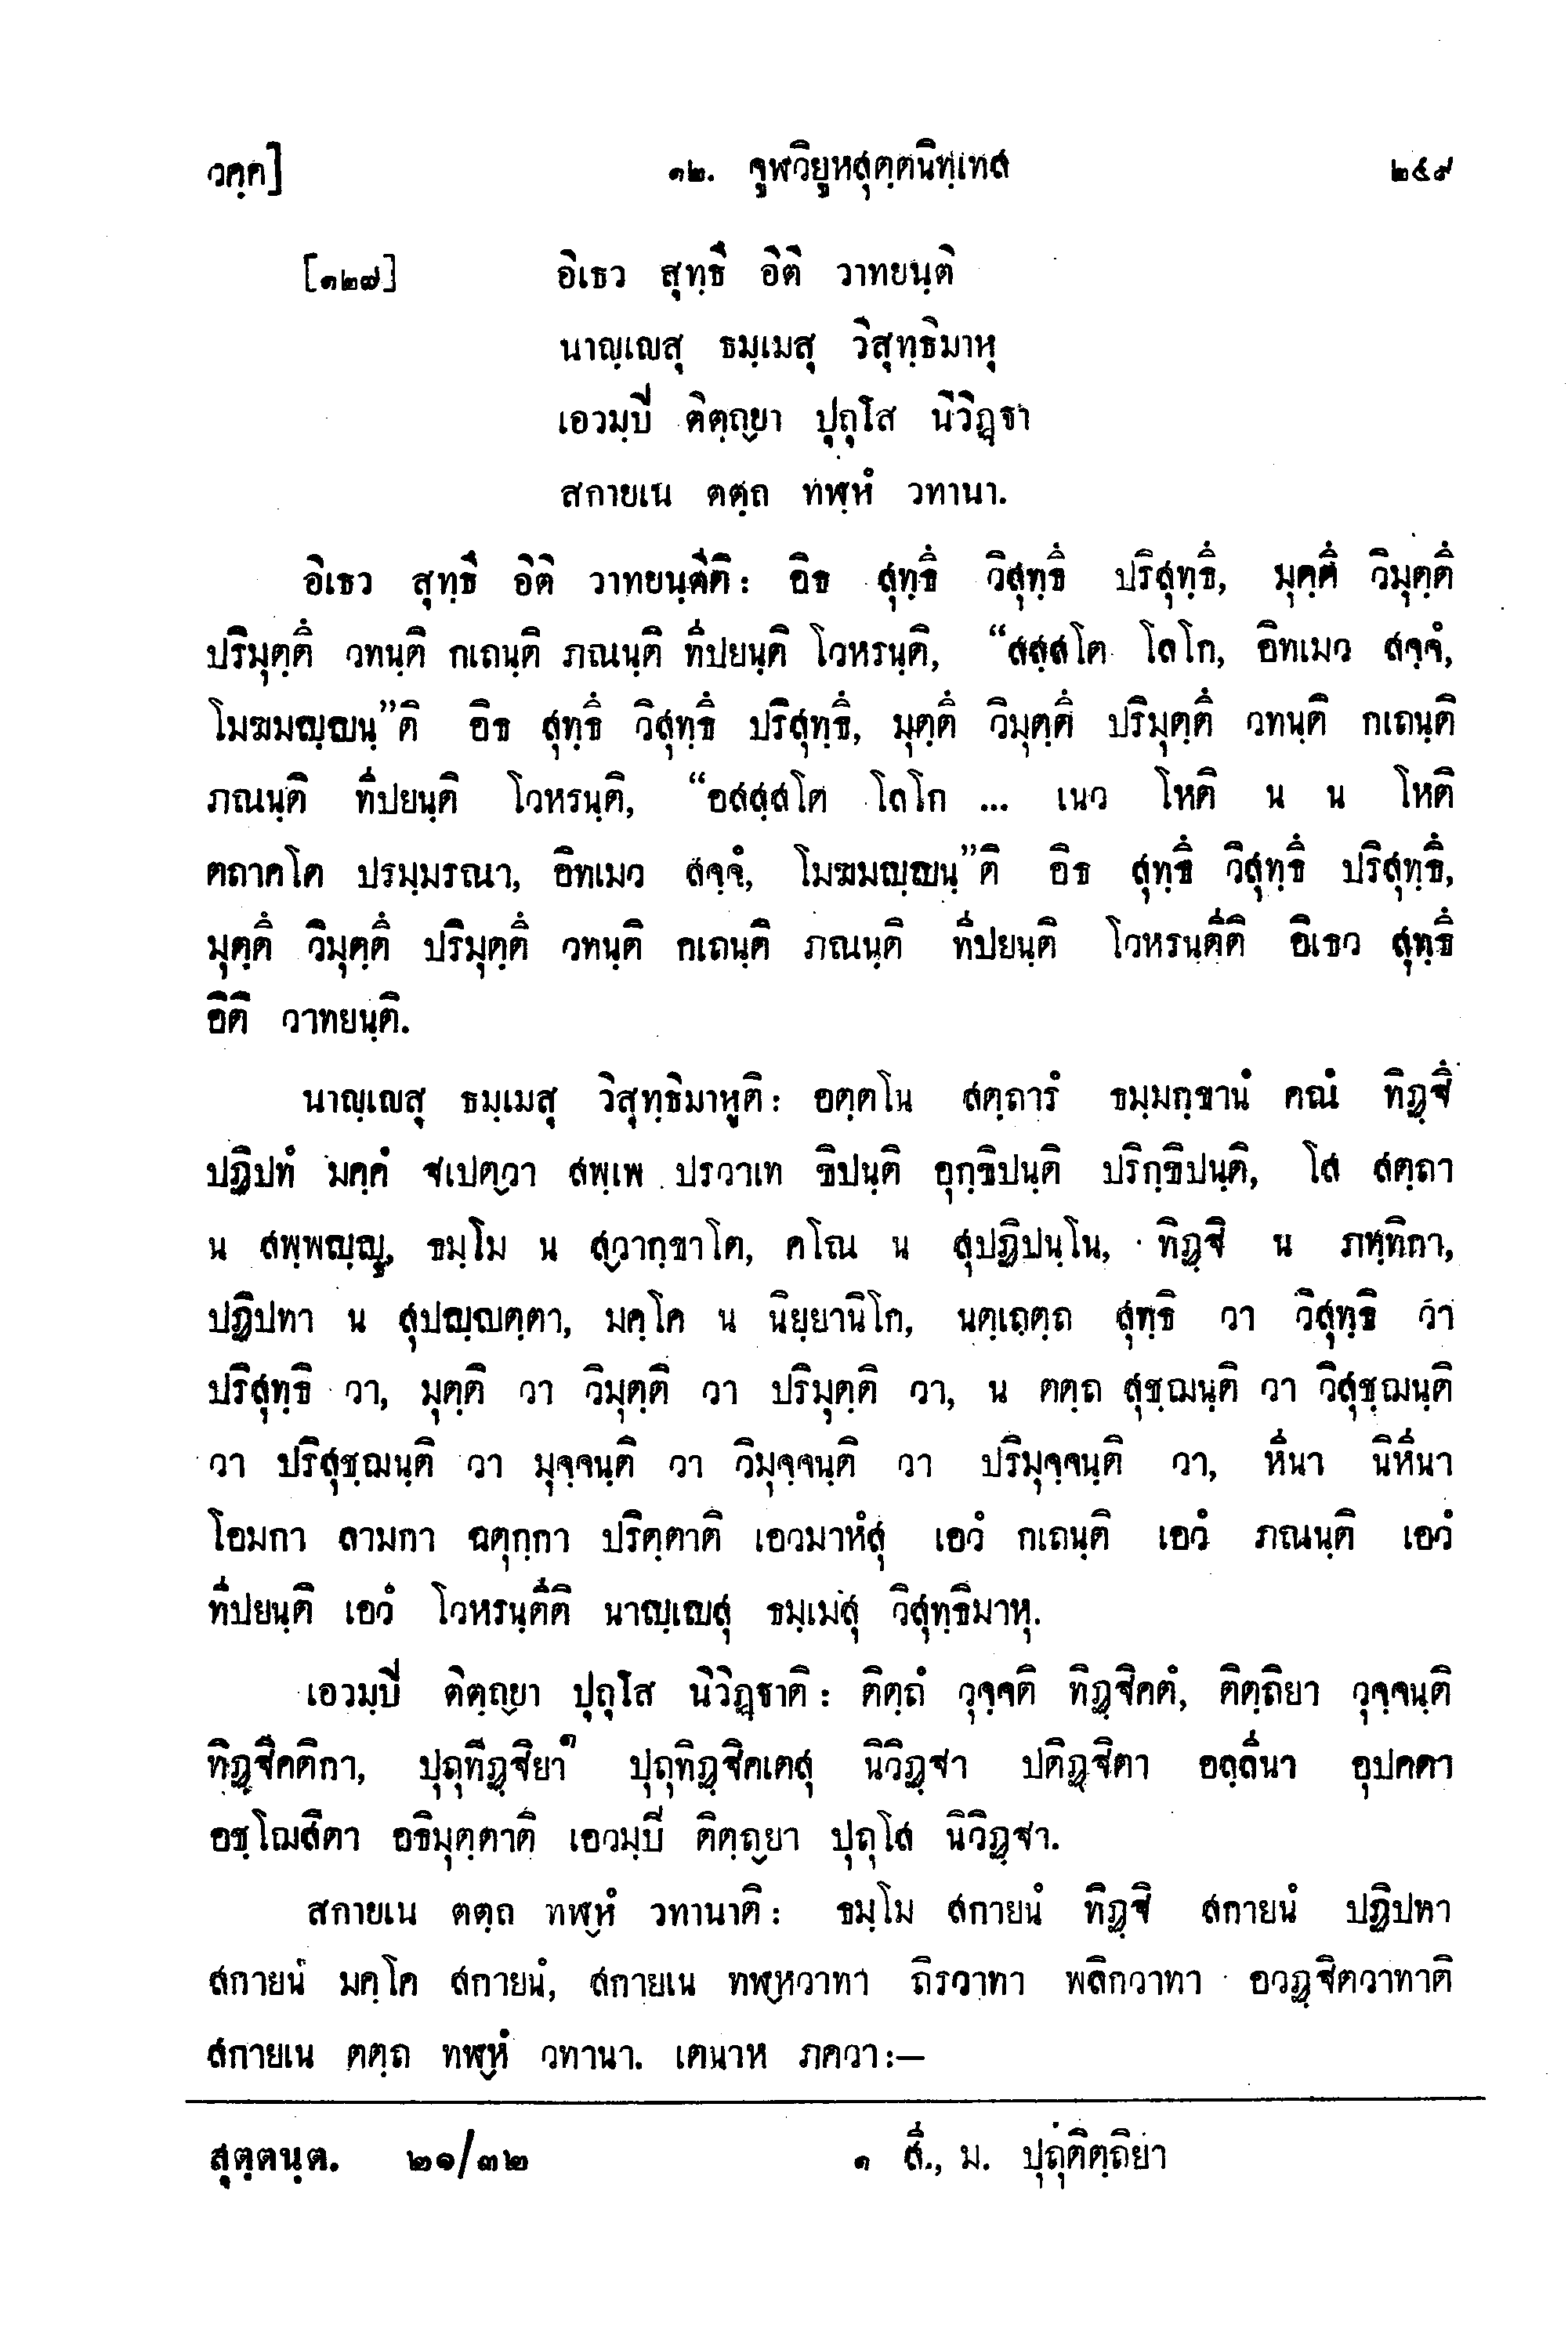 วคฺค]	๑๒. จูฬวิยูหสุตฺตนิทฺเทส	๒๔๙
[๑๒๗]	อิเธว สุทฺธึ อิติ วาทยนฺติ
นาญฺเญสุ ธมฺเมสุ วิสุทฺธิมาหุ
เอวมฺปิ ติตฺถฺยา ปุถุโส นิวิฏฺฐา
สกายเน ตตฺถ ทฬฺหํ วทานา.
อิเธว สุทฺธึ อิติ วาทยนฺตีติ: อิธ สุทฺธึ วิสุทฺธึ ปริสุทฺธึ, มุตฺตึ วิมุตฺตึ
ปริมุตฺตึ วทนฺติ กเถนฺติ ภณนฺติ ทีปยนฺติ โวหรนฺติ, “สสฺสโต โลโก, อิทเมว สจฺจํ,
โมฆมญฺญนฺ”ติ อิธ สุทฺธึ วิสุทฺธึ ปริสุทฺธึ, มุตฺตึ วิมุตฺตึ ปริมุตฺตึ วทนฺติ กเถนฺติ
ภณนฺติ ทีปยนฺติ โวหรนฺติ, “อสสฺสโต โลโก ... เนว โหติ น น โหติ
ตถาคโต ปรมฺมรณา, อิทเมว สจฺจํ, โมฆมญฺญนฺ”ติ อิธ สุทฺธึ วิสุทฺธึ ปริสุทฺธึ,
มุตฺตึ วิมุตฺตึ ปริมุตฺตึ วทนฺติ กเถนฺติ ภณนฺติ ทีปยนฺติ โวหรนฺตีติ อิเธว สุทฺธึ
อิติ วาทยนฺติ.
นาญฺเญสุ ธมฺเมสุ วิสุทฺธิมาหูติ: อตฺตโน สตฺถารํ ธมฺมกฺขานํ คณํ ทิฏฺฐึ
ปฏิปทํ มคฺคํ ฐเปตฺวา สพฺเพ ปรวาเท ขิปนฺติ อุกฺขิปนฺติ ปริกฺขิปนฺติ, โส สตฺถา
น สพฺพญฺญู, ธมฺโม น สฺวากฺขาโต, คโณ น สุปฏิปนฺโน, ทิฏฺฐิ น ภทฺทิกา,
ปฏิปทา น สุปญฺญตฺตา, มคฺโค น นิยฺยานิโก, นตฺเถตฺถ สุทฺธิ วา วิสุทฺธิ วา
ปริสุทฺธิ วา, มุตฺติ วา วิมุตฺติ วา ปริมุตฺติ วา, น ตตฺถ สุชฺฌนฺติ วา วิสุชฺฌนฺติ
วา ปริสุชฺฌนฺติ วา มุจฺจนฺติ วา วิมุจฺจนฺติ วา ปริมุจฺจนฺติ วา, หีนา นิหีนา
โอมกา ลามกา ฉตุกฺกา ปริตฺตาติ เอวมาหํสุ เอวํ กเถนฺติ เอวํ ภณนฺติ เอวํ
ทีปยนฺติ เอวํ โวหรนฺตีติ นาญฺเญสุ ธมฺเมสุ วิสุทฺธิมาหุ.
เอวมฺปิ ติตฺถฺยา ปุถุโส นิวิฏฺฐาติ: ติตฺถํ วุจฺจติ ทิฏฺฐิคตํ, ติตฺถิยา วุจฺจนฺติ
ทิฏฺฐิคติกา, ปุถุทิฏฺฐิยา๑ ปุถุทิฏฺฐิคเตสุ นิวิฏฺฐา ปติฏฺฐิตา อลฺลีนา อุปคตา
อชฺโฌสิตา อธิมุตฺตาติ เอวมฺปิ ติตฺถฺยา ปุถุโส นิวิฏฺฐา.
สกายเน ตตฺถ ทฬฺหํ วทานาติ: ธมฺโม สกายนํ ทิฏฺฐิ สกายนํ ปฏิปทา
สกายนํ มคฺโค สกายนํ, สกายเน ทฬฺหวาทา ถิรวาทา พลิกวาทา อวฏฺฐิตวาทาติ
สกายเน ตตฺถ ทฬฺหํ วทานา. เตนาห ภควา:—
สุตฺตนฺต. ๒๑/๓๒	๑ สี., ม. ปุถุติตฺถิยา